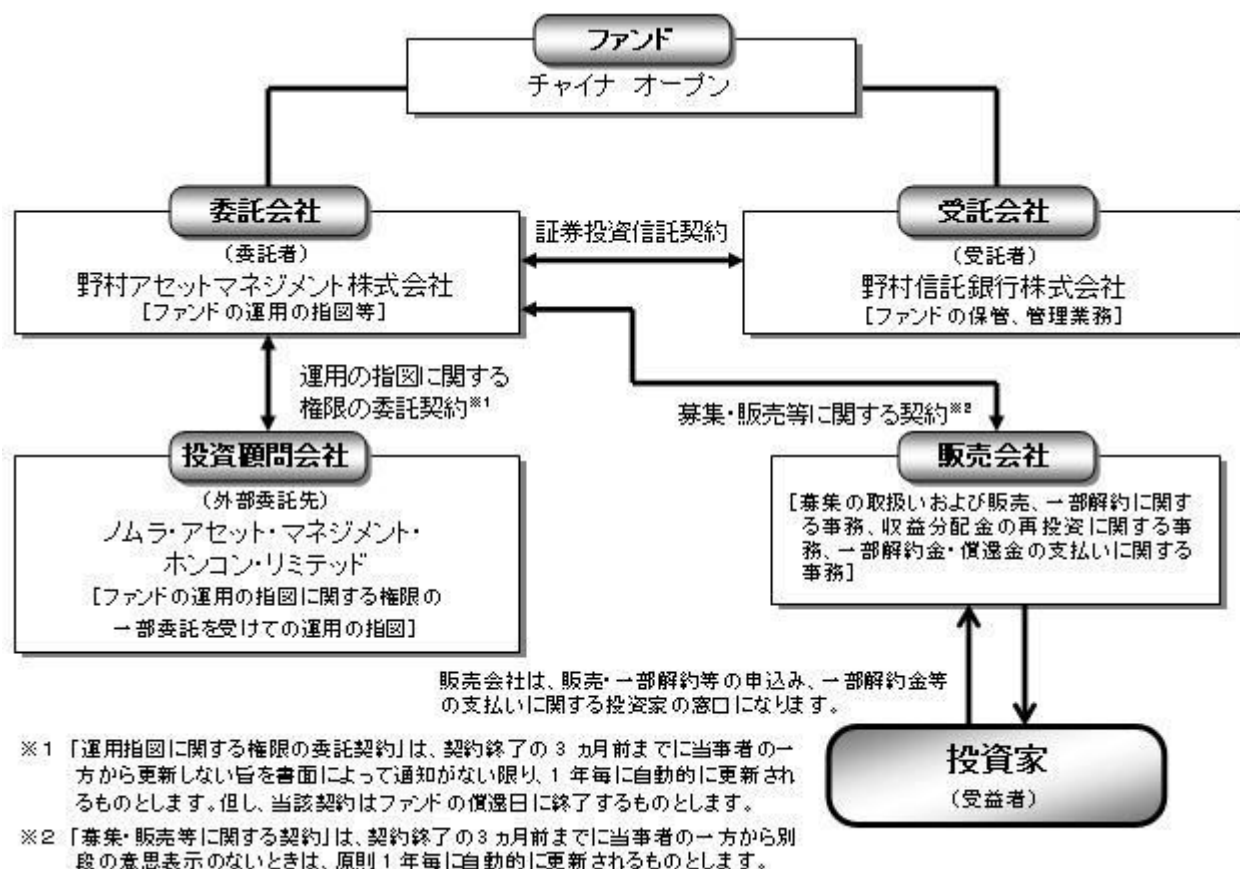 ファンド
チャイナ オープン
委託会社
(委託者)
野村アセットマネジメント株式会社
[ファンドの運用の指図等]
証券投資信託契約
受託会社
(受託者)
野村信託銀行株式会社
[ファンドの保管、管理業務]
運用の指図に関する
権限の委託契約※1
募集・販売等に関する契約※2
投資顧問会社
(外部委託先)
ノムラ・アセット・マネジメント・
ホンコン・リミテッド
[ファンドの運用の指図に関する権限の
一部委託を受けての運用の指図]
販売会社
[募集の取扱いおよび販売、一部解約に関す
る事務、収益分配金の再投資に関する事
務、一部解約金・償還金の支払いに関する
事務]
販売会社は、販売・一部解約等の申込み、一部解約金等
の支払いに関する投資家の窓口になります。
投資家
(受益者)
※1 「運用指図に関する権限の委託契約」は、契約終了の3 ヵ月前までに当事者の一
方から更新しない旨を書面によって通知がない限り、1 年毎に自動的に更新され
るものとします。但し、当該契約はファンドの償還日に終了するものとします。
※2 「募集・販売等に関する契約」は、契約終了の3 ヵ月前までに当事者の一方から別
段の意思表示のないときは、原則1 年毎に自動的に更新されるものとします。